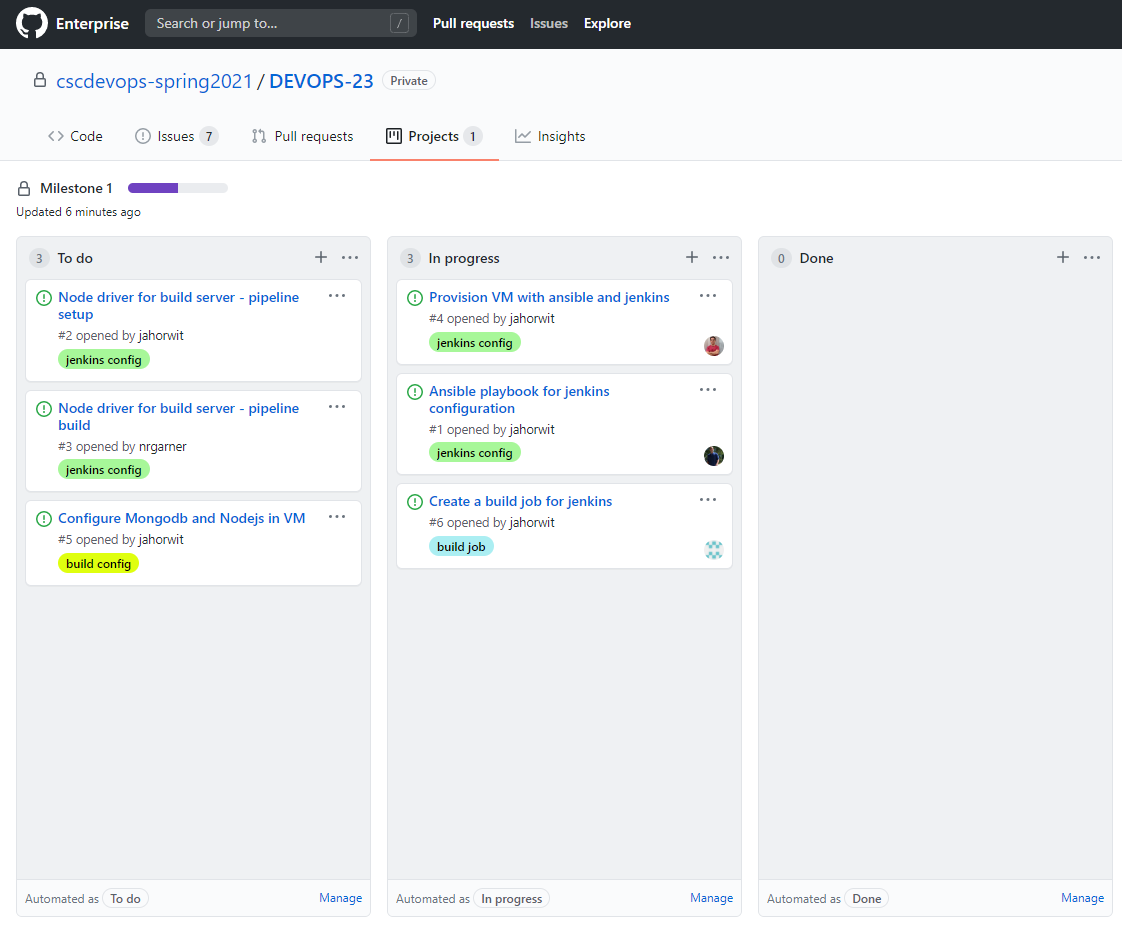 Enterprise
Search or jump to...
/
Pull requests
Issues
Explore
cscdevops-spring2021 / DEVOPS-23
Private
Code
Issues 7
Pull requests
Projects 1
Insights
Milestone 1
Updated 6 minutes ago
3 To do
Node driver for build server - pipeline
setup
#2 opened by jahorwit
jenkins config
Node driver for build server - pipeline
build
#3 opened by nrgarner
jenkins config
Configure Mongodb and Nodejs in VM
#5 opened by jahorwit
build config
Automated as To do
Manage
3 In progress
Provision VM with ansible and jenkins
#4 opened by jahorwit
jenkins config
Ansible playbook for jenkins
configuration
#1 opened by jahorwit
jenkins config
Create a build job for jenkins
#6 opened by jahorwit
build job
Automated as In progress
Manage
0 Done
Automated as Done
Manage